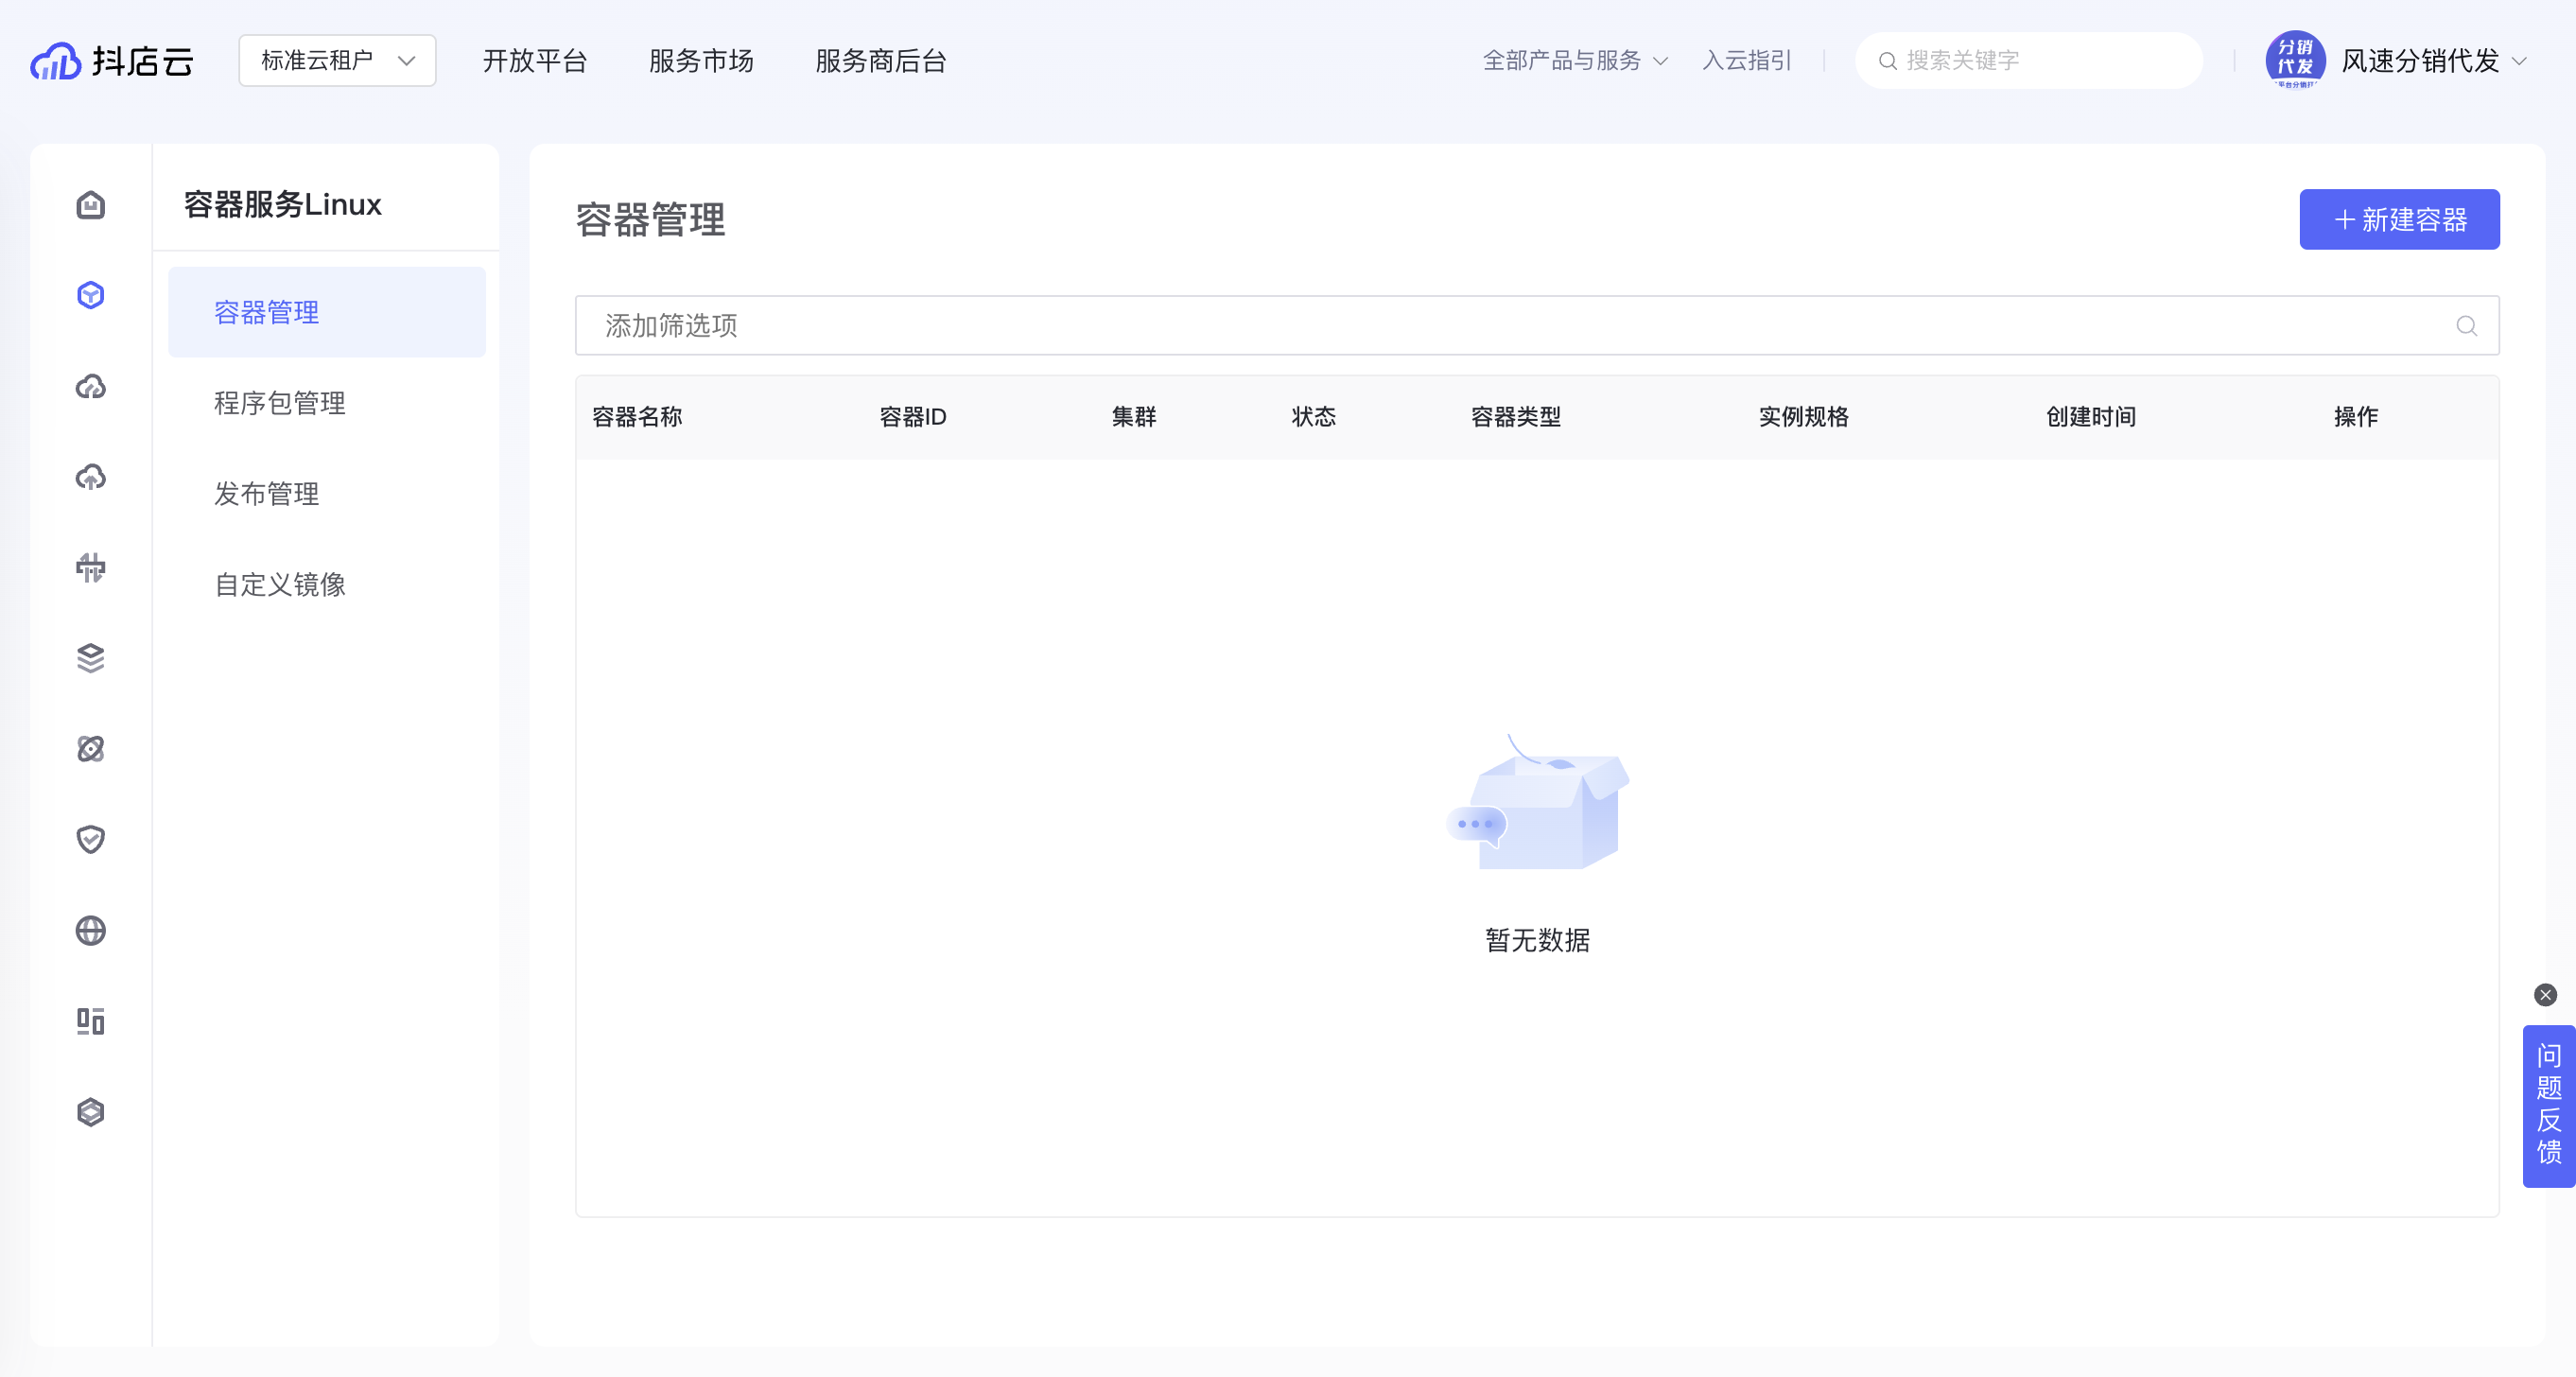 抖店云
标准云租户
开放平台
服务市场
服务商后台
全部产品与服务
入云指引
搜索关键字
分销
代发
风速分销代发
容器服务Linux
容器管理
程序包管理
发布管理
自定义镜像
容器管理
新建容器
添加筛选项
容器名称 容器ID 集群 状态 容器类型 实例规格 创建时间 操作
暂无数据
问题反馈